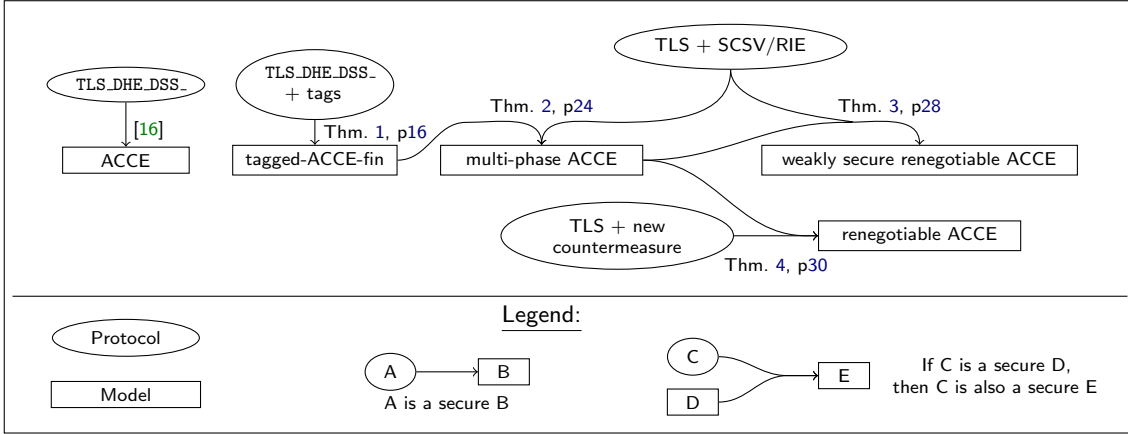 TLS + SCSV/RIE
TLS_DHE_DSS_
TLS_DHE_DSS_
+ tags
Thm. 2, p24
Thm. 3, p28
[16]
Thm. 1, p16
ACCE
tagged-ACCE-fin
multi-phase ACCE
weakly secure renegotiable ACCE
TLS + new
countermeasure
renegotiable ACCE
Thm. 4, p30
Legend:
Protocol
Model
A
B
A is a secure B
C
D
E
If C is a secure D,
then C is also a secure E